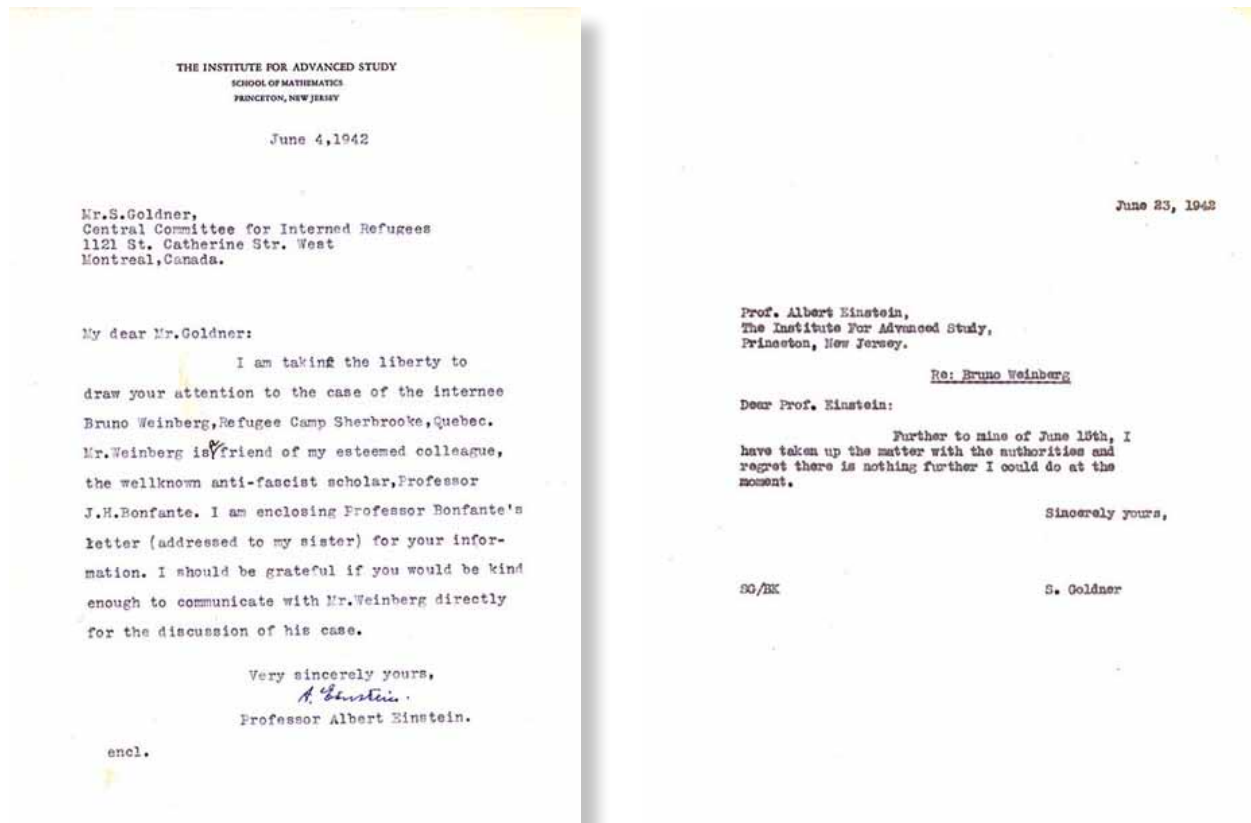 THE INSTITUTE FOR ADVANCED STUDY
SCHOOL OF MATHEMATICS
PRINCETON, NEW JERSEY
June 4,1942
Mr.S.Goldner,
Central Committee for Interned Refugees
1121 St. Catherine Str. West
Montreal,Canada.
My dear Mr.Goldner:
I am taking the liberty to
draw your attention to the case of the internee
Bruno Weinberg,Refugee Camp Sherbrooke,Quebec.
Mr.Weinberg is a friend of my esteemed colleague,
the wellknown anti-fascist scholar,Professor
J.H.Bonfante. I am enclosing Professor Bonfante's
letter (addressed to my sister) for your infor-
mation. I should be grateful if you would be kind
enough to communicate with Mr.Weinberg directly
for the discussion of his case.
Very sincerely yours,
A. Einstein.
Professor Albert Einstein.
encl.
June 23, 1942
Prof. Albert Einstein,
The Institute For Advanced Study,
Princeton, New Jersey.
Re: Bruno Weinberg
Dear Prof. Einstein:
Further to mine of June 15th, I
have taken up the matter with the authorities and
regret there is nothing further I could do at the
moment.
Sincerely yours,
SG/BK
S. Goldner